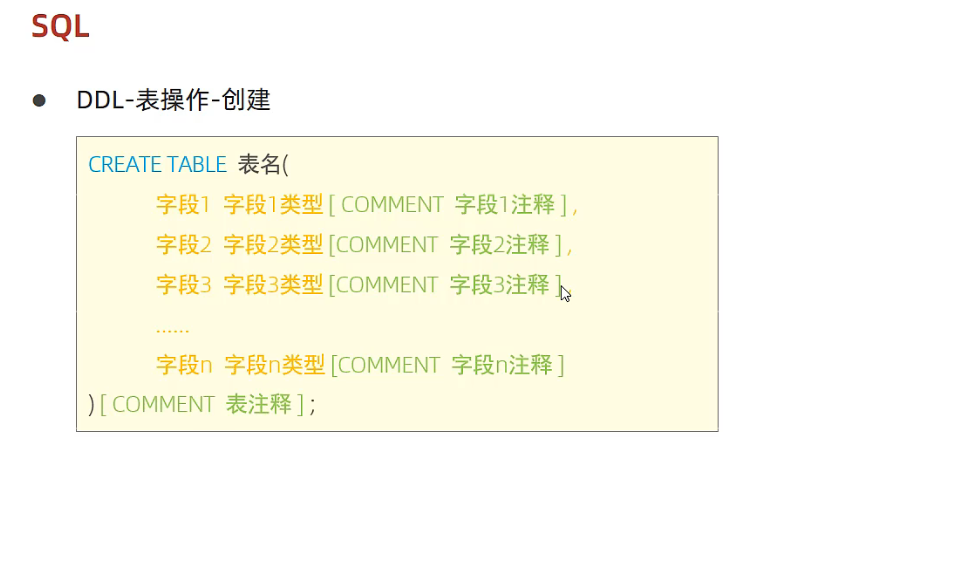 SQL
● DDL-表操作-创建
CREATE TABLE 表名(
字段1 字段1类型 [ COMMENT 字段1注释 ] ,
字段2 字段2类型 [COMMENT 字段2注释 ] ,
字段3 字段3类型 [COMMENT 字段3注释 ] ,
......
字段n 字段n类型 [COMMENT 字段n注释 ]
) [ COMMENT 表注释 ] ;